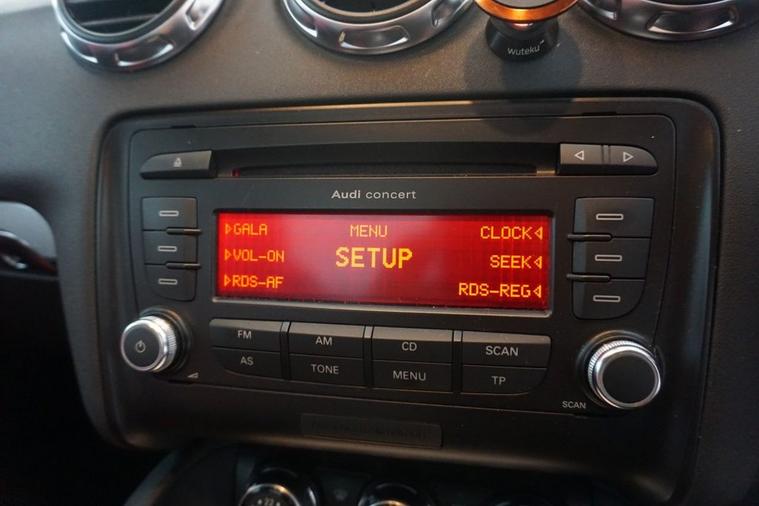 wuteku
Audi concert
GALA MENU CLOCK
VOL-ON SETUP SEEK
RDS-AF RDS-REG
FM AM CD SCAN
AS TONE MENU TP
SCAN